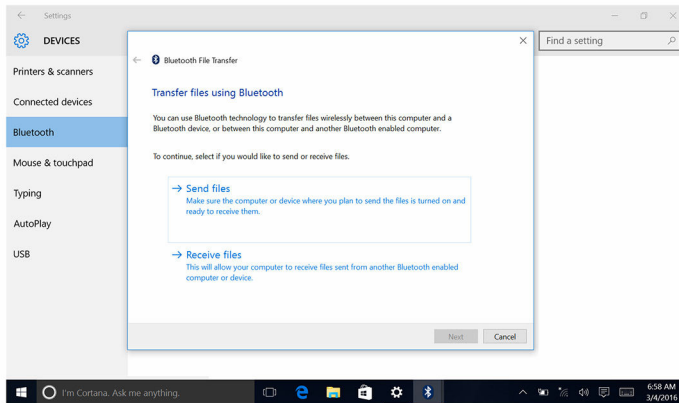 Settings
DEVICES
Find a setting
Printers & scanners
Connected devices
Bluetooth
Mouse & touchpad
Typing
AutoPlay
USB
Bluetooth File Transfer
Transfer files using Bluetooth
You can use Bluetooth technology to transfer files wirelessly between this computer and a
Bluetooth device, or between this computer and another Bluetooth enabled computer.
To continue, select if you would like to send or receive files.
Send files
Make sure the computer or device where you plan to send the files is turned on and
ready to receive them.
Receive files
This will allow your computer to receive files sent from another Bluetooth enabled
computer or device.
Next
Cancel
I'm Cortana. Ask me anything.
6:58 AM
3/4/2016